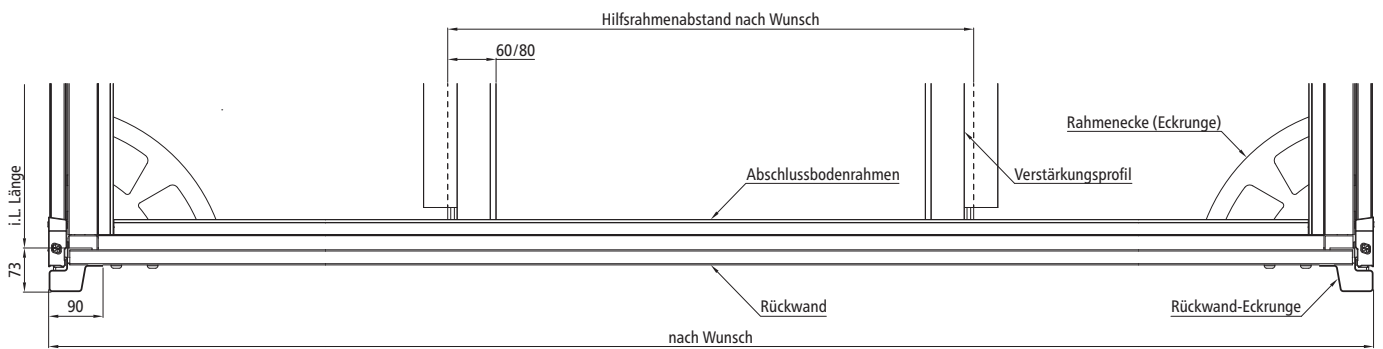 Hilfsrahmenabstand nach Wunsch
60/80
Rahmenecke (Eckrunge)
Abschlussbodenrahmen
Verstärkungsprofil
i.L. Länge
73
90
Rückwand
Rückwand-Eckrunge
nach Wunsch